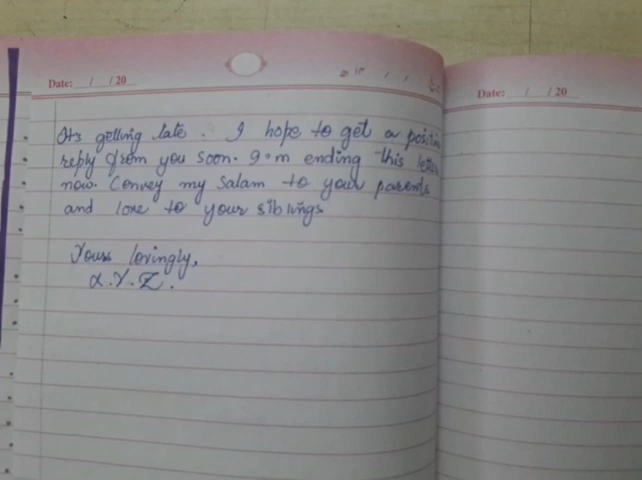 Date: / / 20
Its getting late. I hope to get a positive
reply from you soon. I'm ending this letter
now. Convey my Salam to your parents
and love to your siblings
Yours lovingly,
X.Y.Z.
Date: / / 20